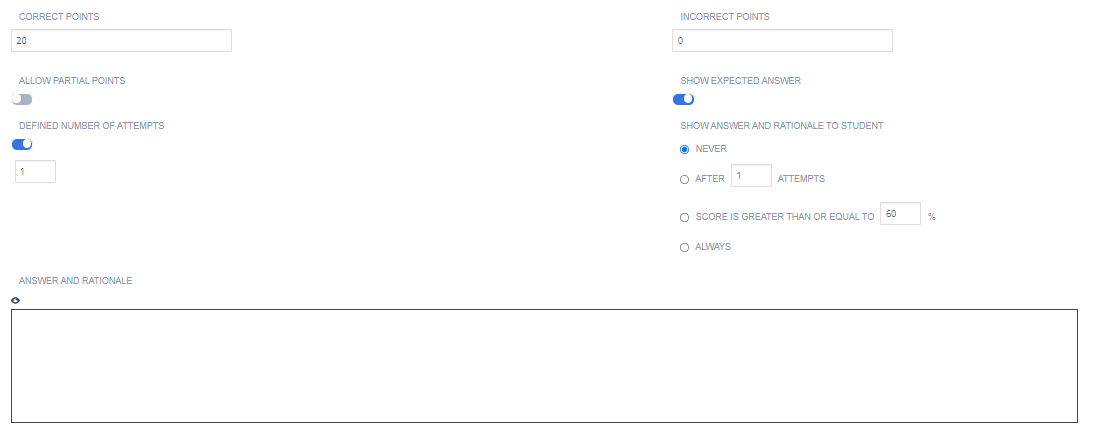 CORRECT POINTS
INCORRECT POINTS
20
0
ALLOW PARTIAL POINTS
SHOW EXPECTED ANSWER
DEFINED NUMBER OF ATTEMPTS
SHOW ANSWER AND RATIONALE TO STUDENT
1
NEVER
AFTER 1 ATTEMPTS
SCORE IS GREATER THAN OR EQUAL TO 60 %
ALWAYS
ANSWER AND RATIONALE